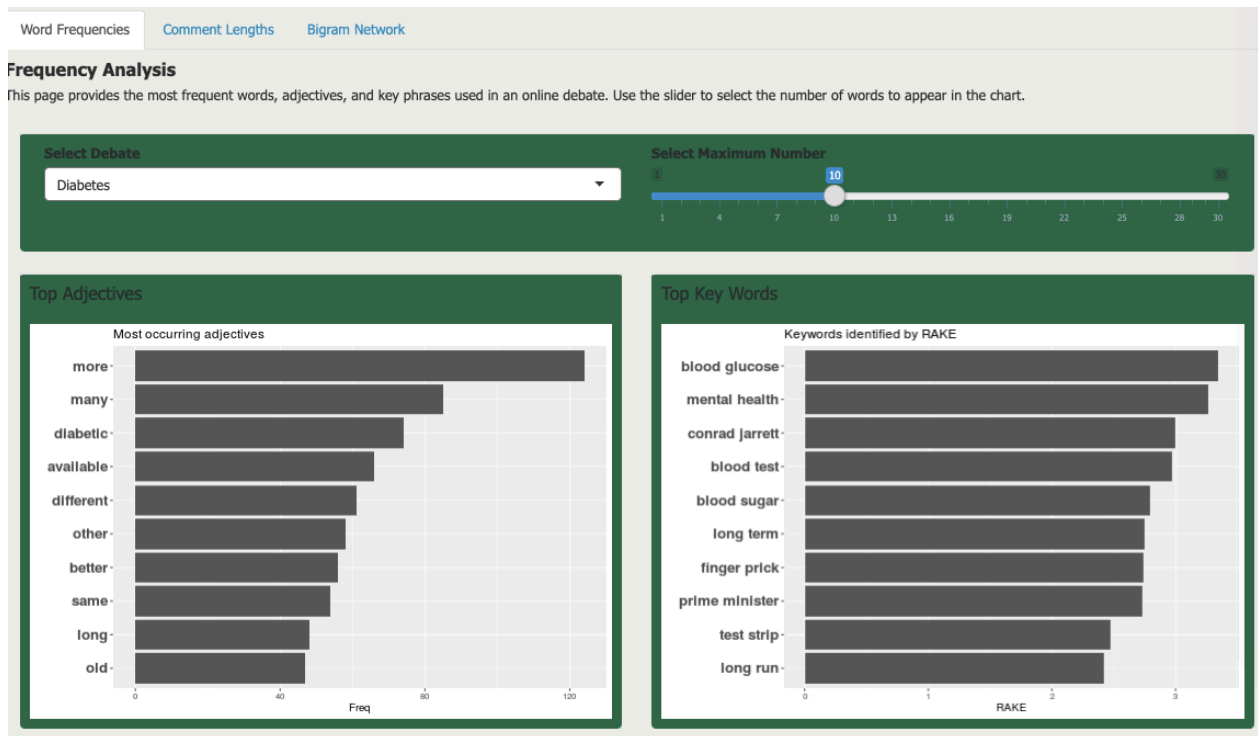 Word Frequencies Comment Lengths Bigram Network
Frequency Analysis
This page provides the most frequent words, adjectives, and key phrases used in an online debate. Use the slider to select the number of words to appear in the chart.
Select Debate
Diabetes
Select Maximum Number
1 10 30
1 4 7 10 13 16 19 22 25 28 30
Top Adjectives
Most occurring adjectives
more
many
diabetic
available
different
other
better
same
long
old
0 40 80 120
Freq
Top Key Words
Keywords identified by RAKE
blood glucose
mental health
conrad jarrett
blood test
blood sugar
long term
finger prick
prime minister
test strip
long run
0 1 2 3
RAKE